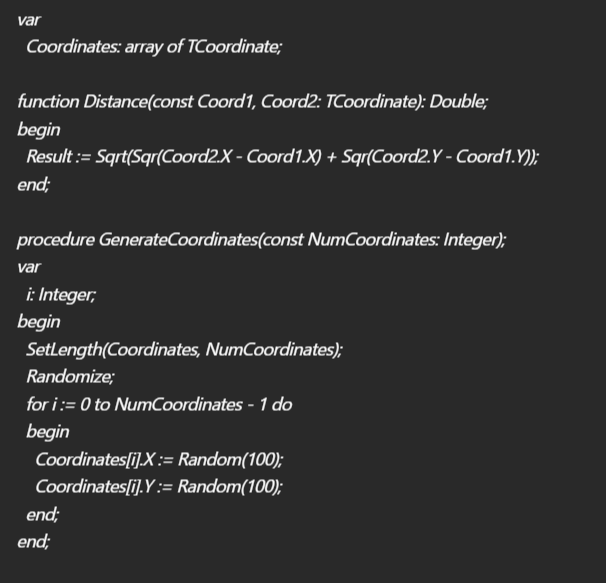 var
  Coordinates: array of TCoordinate;

function Distance(const Coord1, Coord2: TCoordinate): Double;
begin
  Result := Sqrt(Sqr(Coord2.X - Coord1.X) + Sqr(Coord2.Y - Coord1.Y));
end;

procedure GenerateCoordinates(const NumCoordinates: Integer);
var
  i: Integer;
begin
  SetLength(Coordinates, NumCoordinates);
  Randomize;
  for i := 0 to NumCoordinates - 1 do
  begin
    Coordinates[i].X := Random(100);
    Coordinates[i].Y := Random(100);
  end;
end;